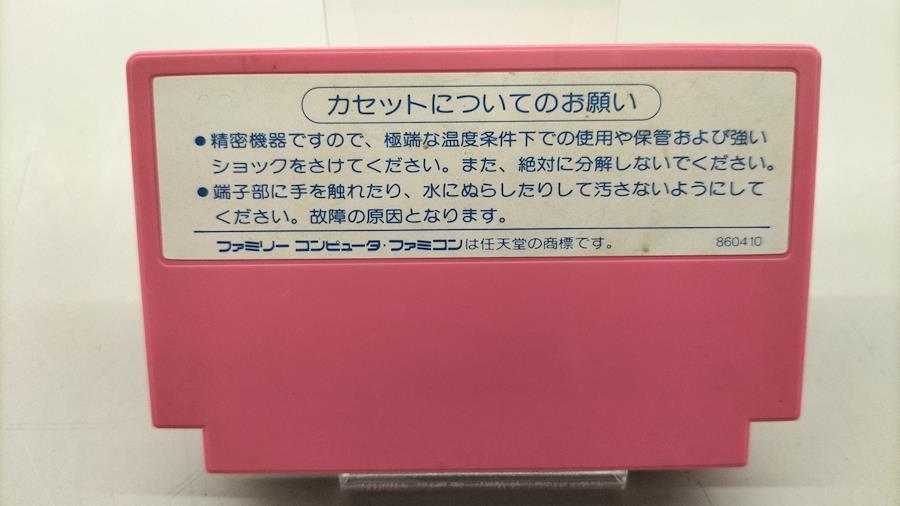 カセットについてのお願い
●精密機器ですので、極端な温度条件下での使用や保管および強い
ショックをさけてください。また、絶対に分解しないでください。
●端子部に手を触れたり、水にぬらしたりして汚さないようにして
ください。故障の原因となります。
ファミリー コンピュータ・ファミコンは任天堂の商標です。 860410